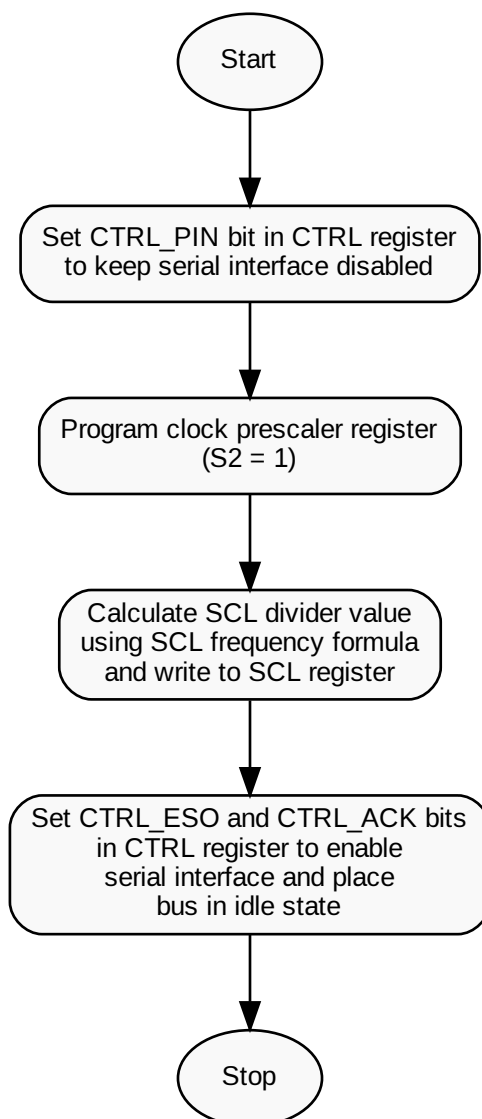 Start
Set CTRL_PIN bit in CTRL register
to keep serial interface disabled
Program clock prescaler register
(S2 = 1)
Calculate SCL divider value
using SCL frequency formula
and write to SCL register
Set CTRL_ESO and CTRL_ACK bits
in CTRL register to enable
serial interface and place
bus in idle state
Stop